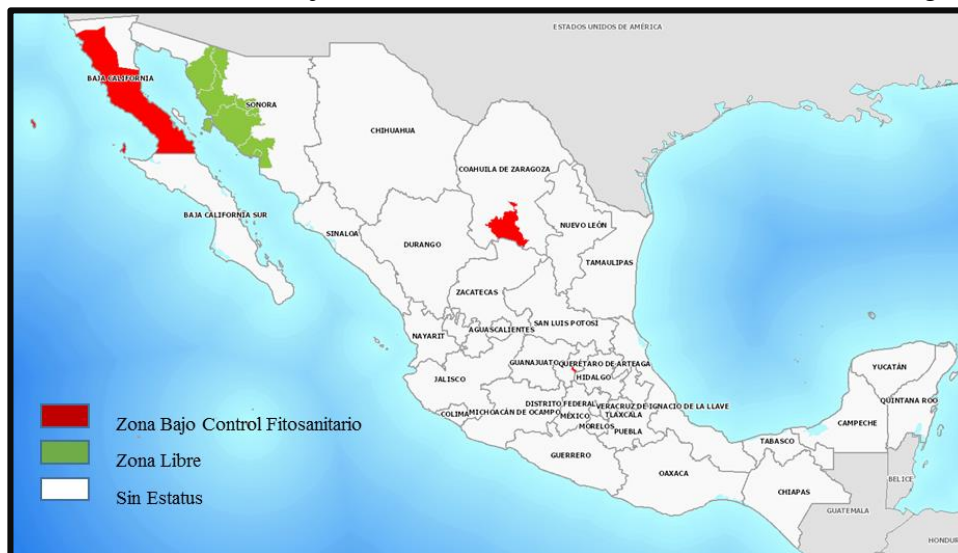 ESTADOS UNIDOS DE AMÉRICA
BAJA CALIFORNIA
SONORA
CHIHUAHUA
COAHUILA DE ZARAGOZA
BAJA CALIFORNIA SUR
SINALOA
DURANGO
NUEVO LEÓN
TAMAULIPAS
ZACATECAS
SAN LUIS POTOSÍ
NAYARIT
AGUASCALIENTES
GUANAJUATO
QUERÉTARO DE ARTEAGA
HIDALGO
YUCATÁN
JALISCO
QUINTANA ROO
DISTRITO FEDERAL
VERACRUZ DE IGNACIO DE LA LLAVE
COLIMA
MICHOACÁN DE OCAMPO
MÉXICO
TLAXCALA
CAMPECHE
MORELOS
PUEBLA
TABASCO
GUERRERO
OAXACA
BELICE
CHIAPAS
GUATEMALA
HONDUR
Zona Bajo Control Fitosanitario
Zona Libre
Sin Estatus